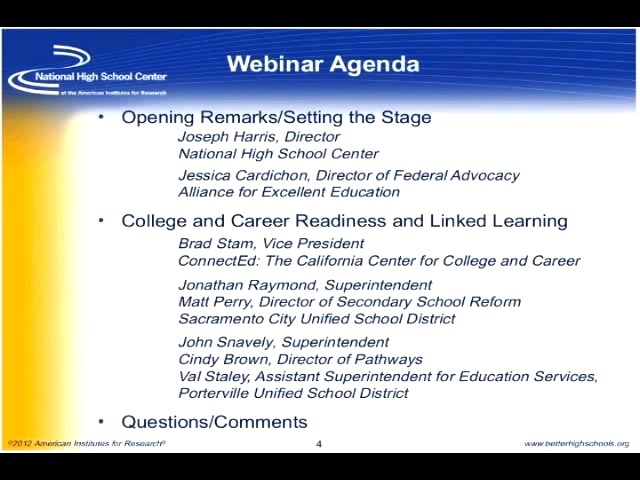 Webinar Agenda
National High School Center
at the American Institutes for Research
• Opening Remarks/Setting the Stage
Joseph Harris, Director
National High School Center
Jessica Cardichon, Director of Federal Advocacy
Alliance for Excellent Education
• College and Career Readiness and Linked Learning
Brad Stam, Vice President
ConnectEd: The California Center for College and Career
Jonathan Raymond, Superintendent
Matt Perry, Director of Secondary School Reform
Sacramento City Unified School District
John Snavely, Superintendent
Cindy Brown, Director of Pathways
Val Staley, Assistant Superintendent for Education Services,
Porterville Unified School District
• Questions/Comments
©2012 American Institutes for Research® 4 www.betterhighschools.org